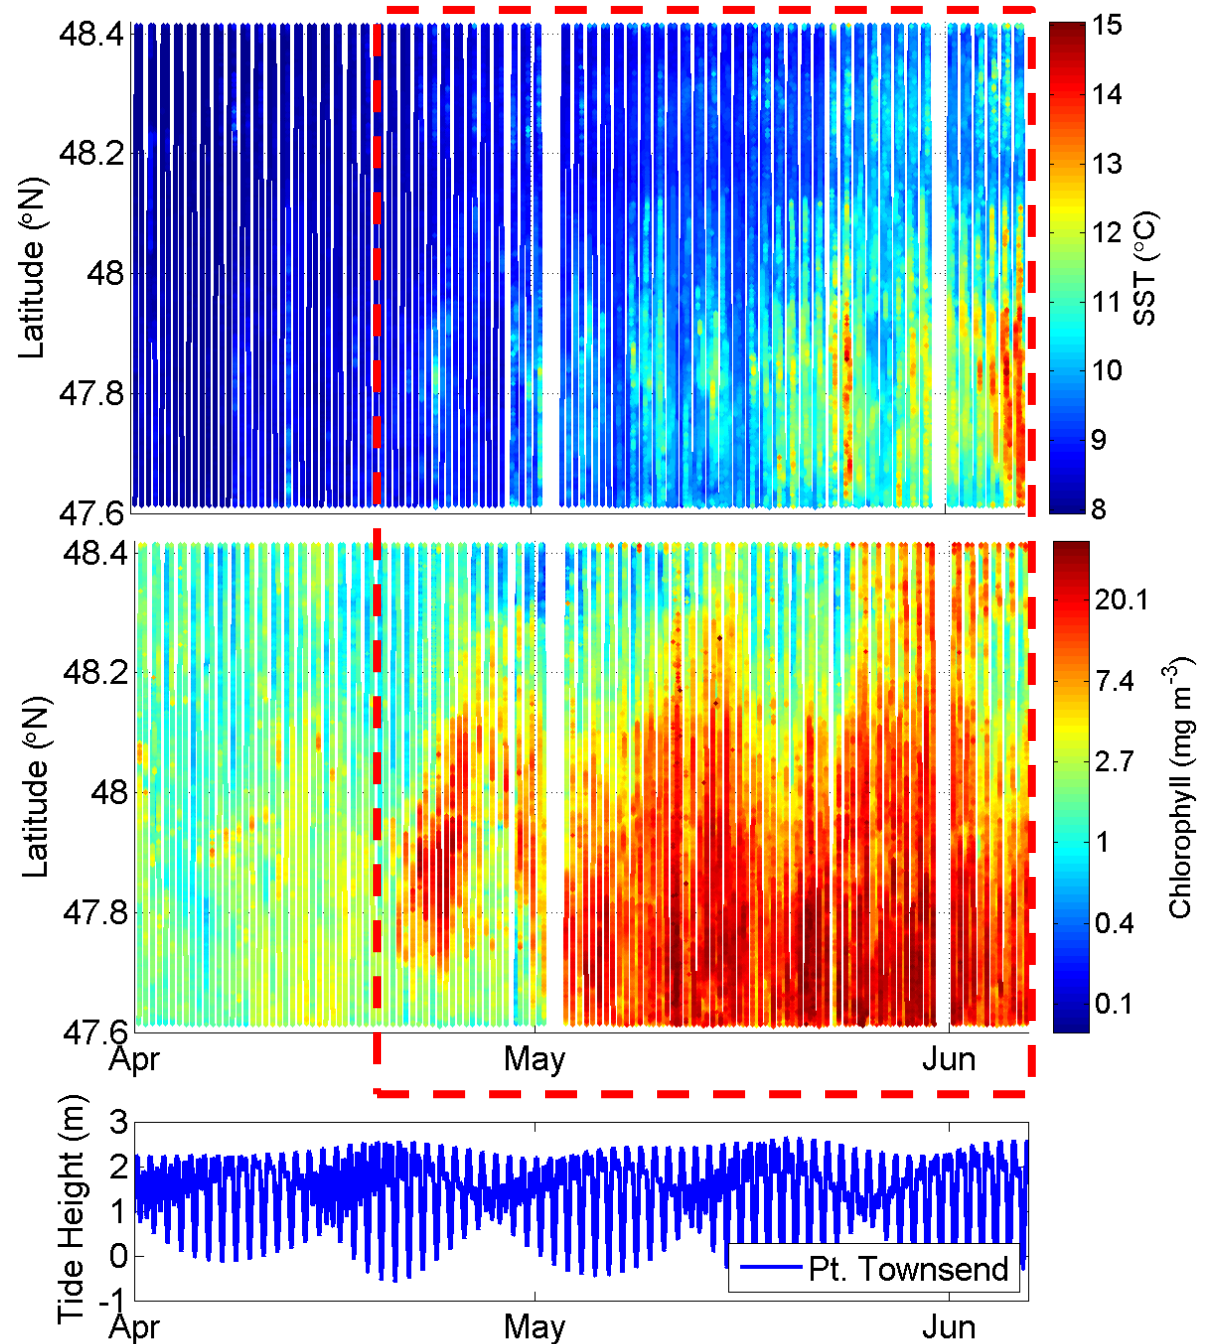 48.4
48.2
48
47.8
47.6
Latitude (°N)
15
14
13
12
11
10
9
8
SST (°C)
48.4
48.2
48
47.8
47.6
Latitude (°N)
Apr
May
Jun
20.1
7.4
2.7
1
0.4
0.1
Chlorophyll (mg m⁻³)
3
2
1
0
-1
Tide Height (m)
Pt. Townsend
Apr
May
Jun